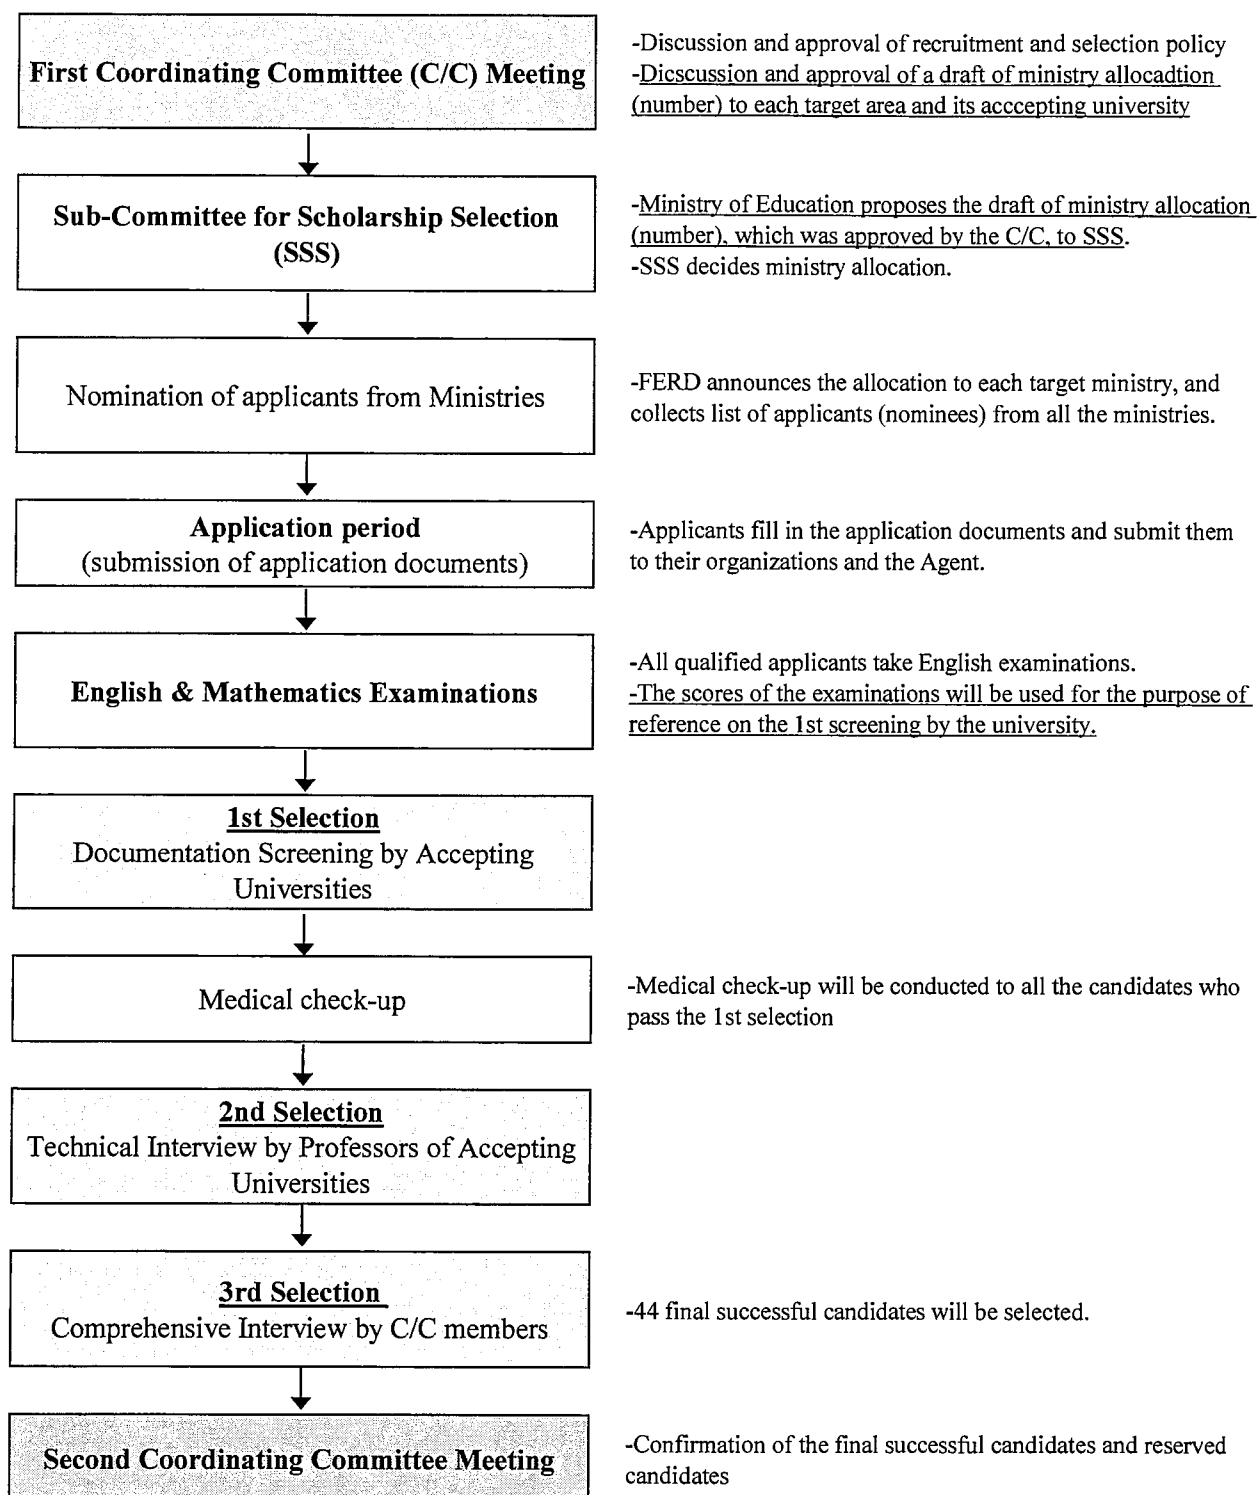 First Coordinating Committee (C/C) Meeting
-Discussion and approval of recruitment and selection policy
-Dicscussion and approval of a draft of ministry allocadtion
(number) to each target area and its acccepting university
Sub-Committee for Scholarship Selection
(SSS)
-Ministry of Education proposes the draft of ministry allocation
(number), which was approved by the C/C, to SSS.
-SSS decides ministry allocation.
Nomination of applicants from Ministries
-FERD announces the allocation to each target ministry, and
collects list of applicants (nominees) from all the ministries.
Application period
(submission of application documents)
-Applicants fill in the application documents and submit them
to their organizations and the Agent.
English & Mathematics Examinations
-All qualified applicants take English examinations.
-The scores of the examinations will be used for the purpose of
reference on the 1st screening by the university.
1st Selection
Documentation Screening by Accepting
Universities
Medical check-up
-Medical check-up will be conducted to all the candidates who
pass the 1st selection
2nd Selection
Technical Interview by Professors of Accepting
Universities
3rd Selection
Comprehensive Interview by C/C members
-44 final successful candidates will be selected.
Second Coordinating Committee Meeting
-Confirmation of the final successful candidates and reserved
candidates